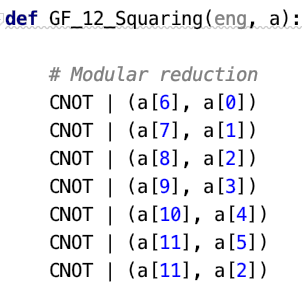 def GF_12_Squaring(eng, a):
# Modular reduction
CNOT | (a[6], a[0])
CNOT | (a[7], a[1])
CNOT | (a[8], a[2])
CNOT | (a[9], a[3])
CNOT | (a[10], a[4])
CNOT | (a[11], a[5])
CNOT | (a[11], a[2])